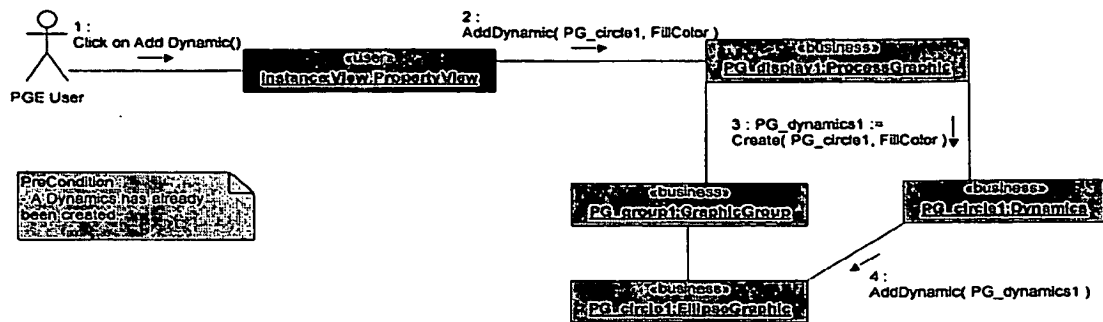 1 :
Click on Add Dynamic()
PGE User
«user»
Instance:View:PropertyView
2 :
AddDynamic( PG_circle1, FillColor )
«business»
PG_display1:ProcessGraphic
3 : PG_dynamics1 :=
Create( PG_circle1, FillColor )
PreCondition
- A Dynamics has already
been created
«business»
PG_group1:GraphicGroup
«business»
PG_circle1:Dynamics
«business»
PG_circle1:EllipseGraphic
4 :
AddDynamic( PG_dynamics1 )